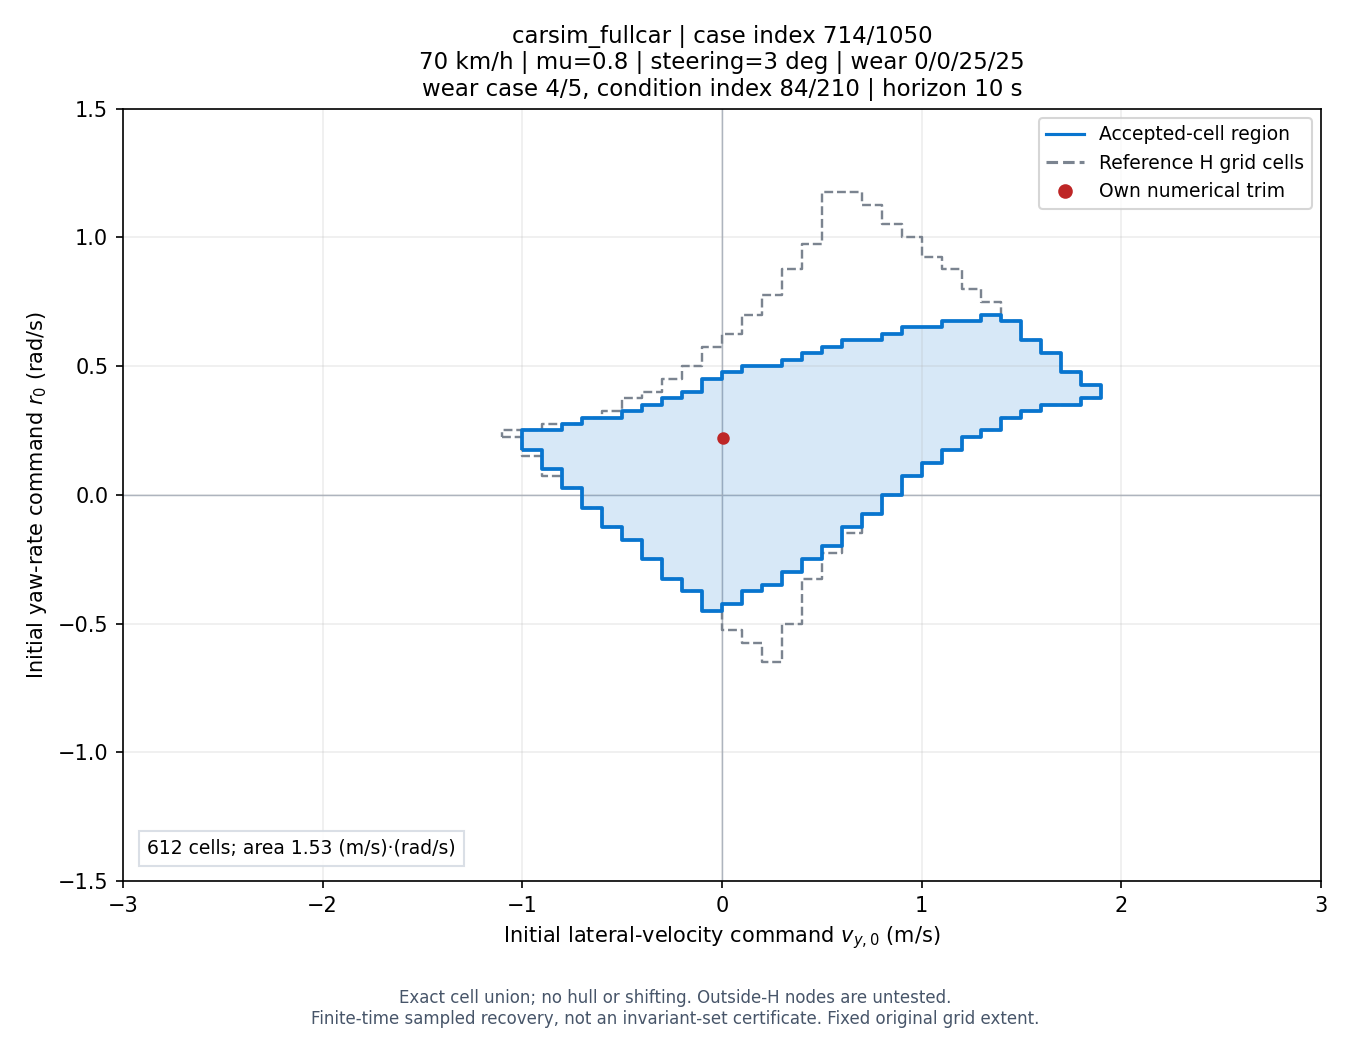 carsim_fullcar | case index 714/1050
70 km/h | mu=0.8 | steering=3 deg | wear 0/0/25/25
wear case 4/5, condition index 84/210 | horizon 10 s
Accepted-cell region
Reference H grid cells
Own numerical trim
1.5
1.0
0.5
0.0
−0.5
−1.0
−1.5
Initial yaw-rate command r₀ (rad/s)
612 cells; area 1.53 (m/s)·(rad/s)
−3
−2
−1
0
1
2
3
Initial lateral-velocity command v_{y,0} (m/s)
Exact cell union; no hull or shifting. Outside-H nodes are untested.
Finite-time sampled recovery, not an invariant-set certificate. Fixed original grid extent.